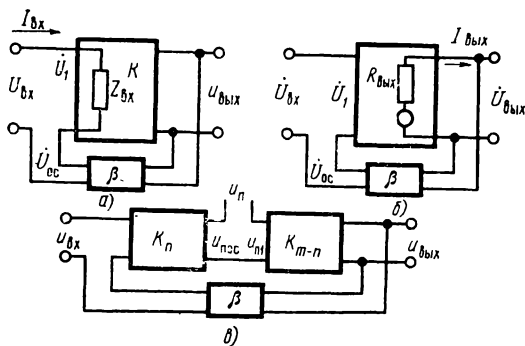 I вх
U̇₁
K
Z вх
U вх
u вых
U̇ ос
β
а)
I вых
U̇₁
R вых
U̇ вх
U̇ вых
U̇ ос
β
б)
u п
u вх
K п
u пос
u п1
K m-п
u вых
β
в)